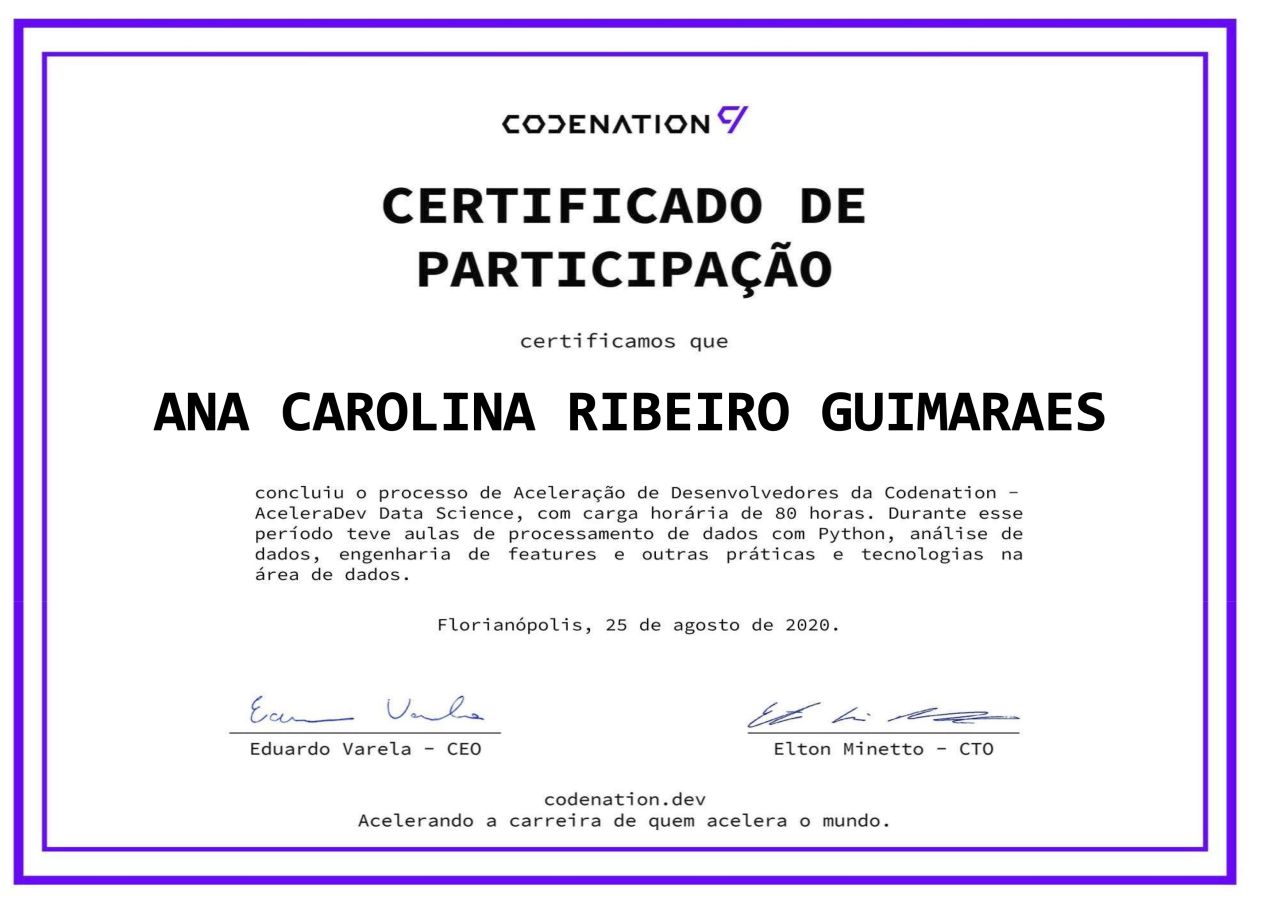 CODENATION
CERTIFICADO DE
PARTICIPAÇÃO
certificamos que
ANA CAROLINA RIBEIRO GUIMARAES
concluiu o processo de Aceleração de Desenvolvedores da Codenation –
AceleraDev Data Science, com carga horária de 80 horas. Durante esse
período teve aulas de processamento de dados com Python, análise de
dados, engenharia de features e outras práticas e tecnologias na
área de dados.
Florianópolis, 25 de agosto de 2020.
Eduardo Varela – CEO
Elton Minetto – CTO
codenation.dev
Acelerando a carreira de quem acelera o mundo.